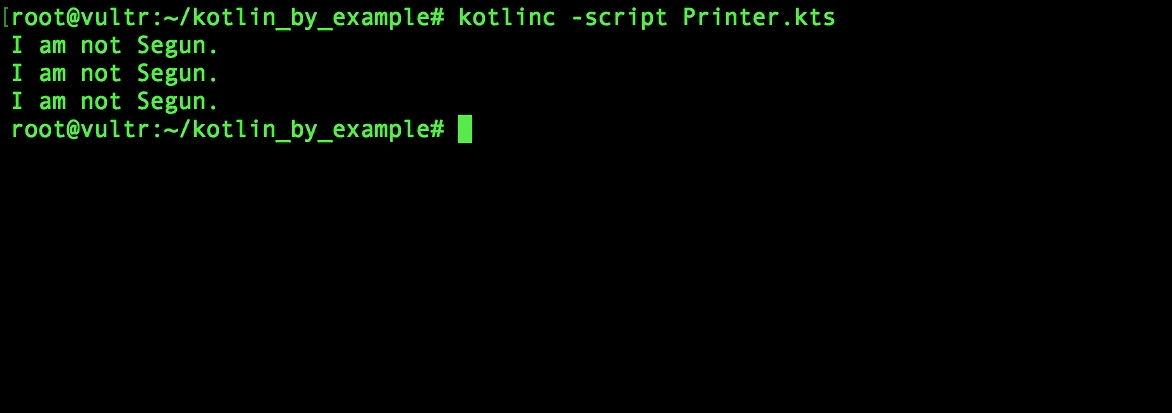 [root@vultr:~/kotlin_by_example# kotlinc -script Printer.kts
I am not Segun.
I am not Segun.
I am not Segun.
root@vultr:~/kotlin_by_example#